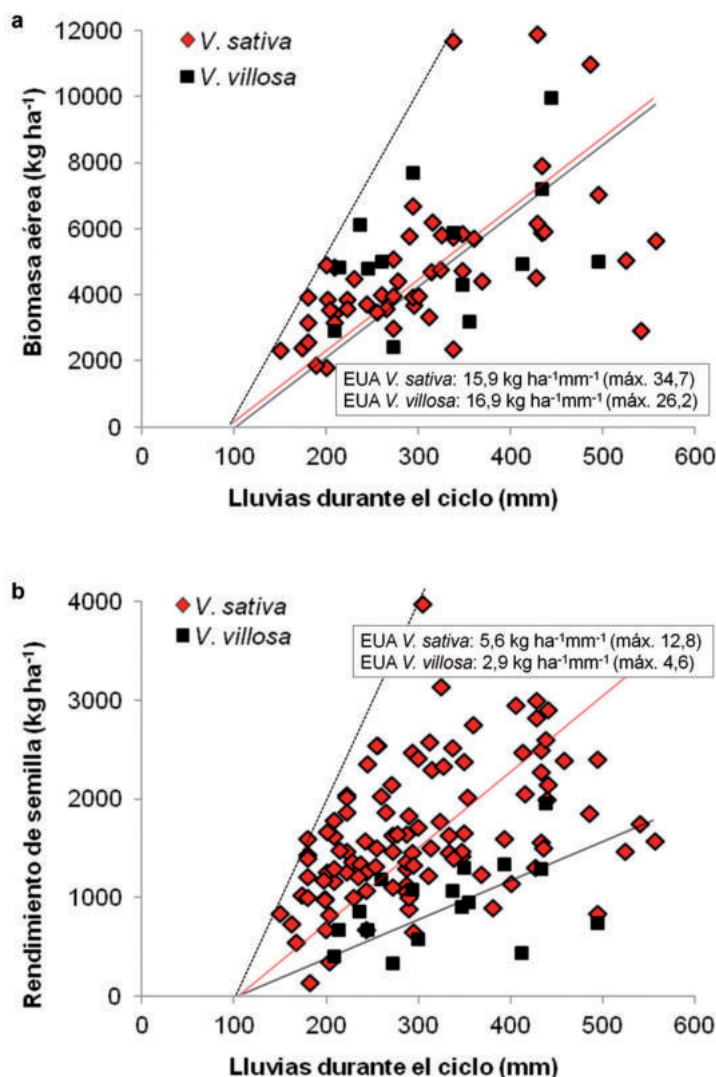 a
12000
10000
8000
6000
4000
2000
0
Biomasa aérea (kg ha⁻¹)
V. sativa
V. villosa
EUA V. sativa: 15,9 kg ha⁻¹mm⁻¹ (máx. 34,7)
EUA V. villosa: 16,9 kg ha⁻¹mm⁻¹ (máx. 26,2)
0 100 200 300 400 500 600
Lluvias durante el ciclo (mm)
b
4000
3000
2000
1000
0
Rendimiento de semilla (kg ha⁻¹)
V. sativa
V. villosa
EUA V. sativa: 5,6 kg ha⁻¹mm⁻¹ (máx. 12,8)
EUA V. villosa: 2,9 kg ha⁻¹mm⁻¹ (máx. 4,6)
0 100 200 300 400 500 600
Lluvias durante el ciclo (mm)